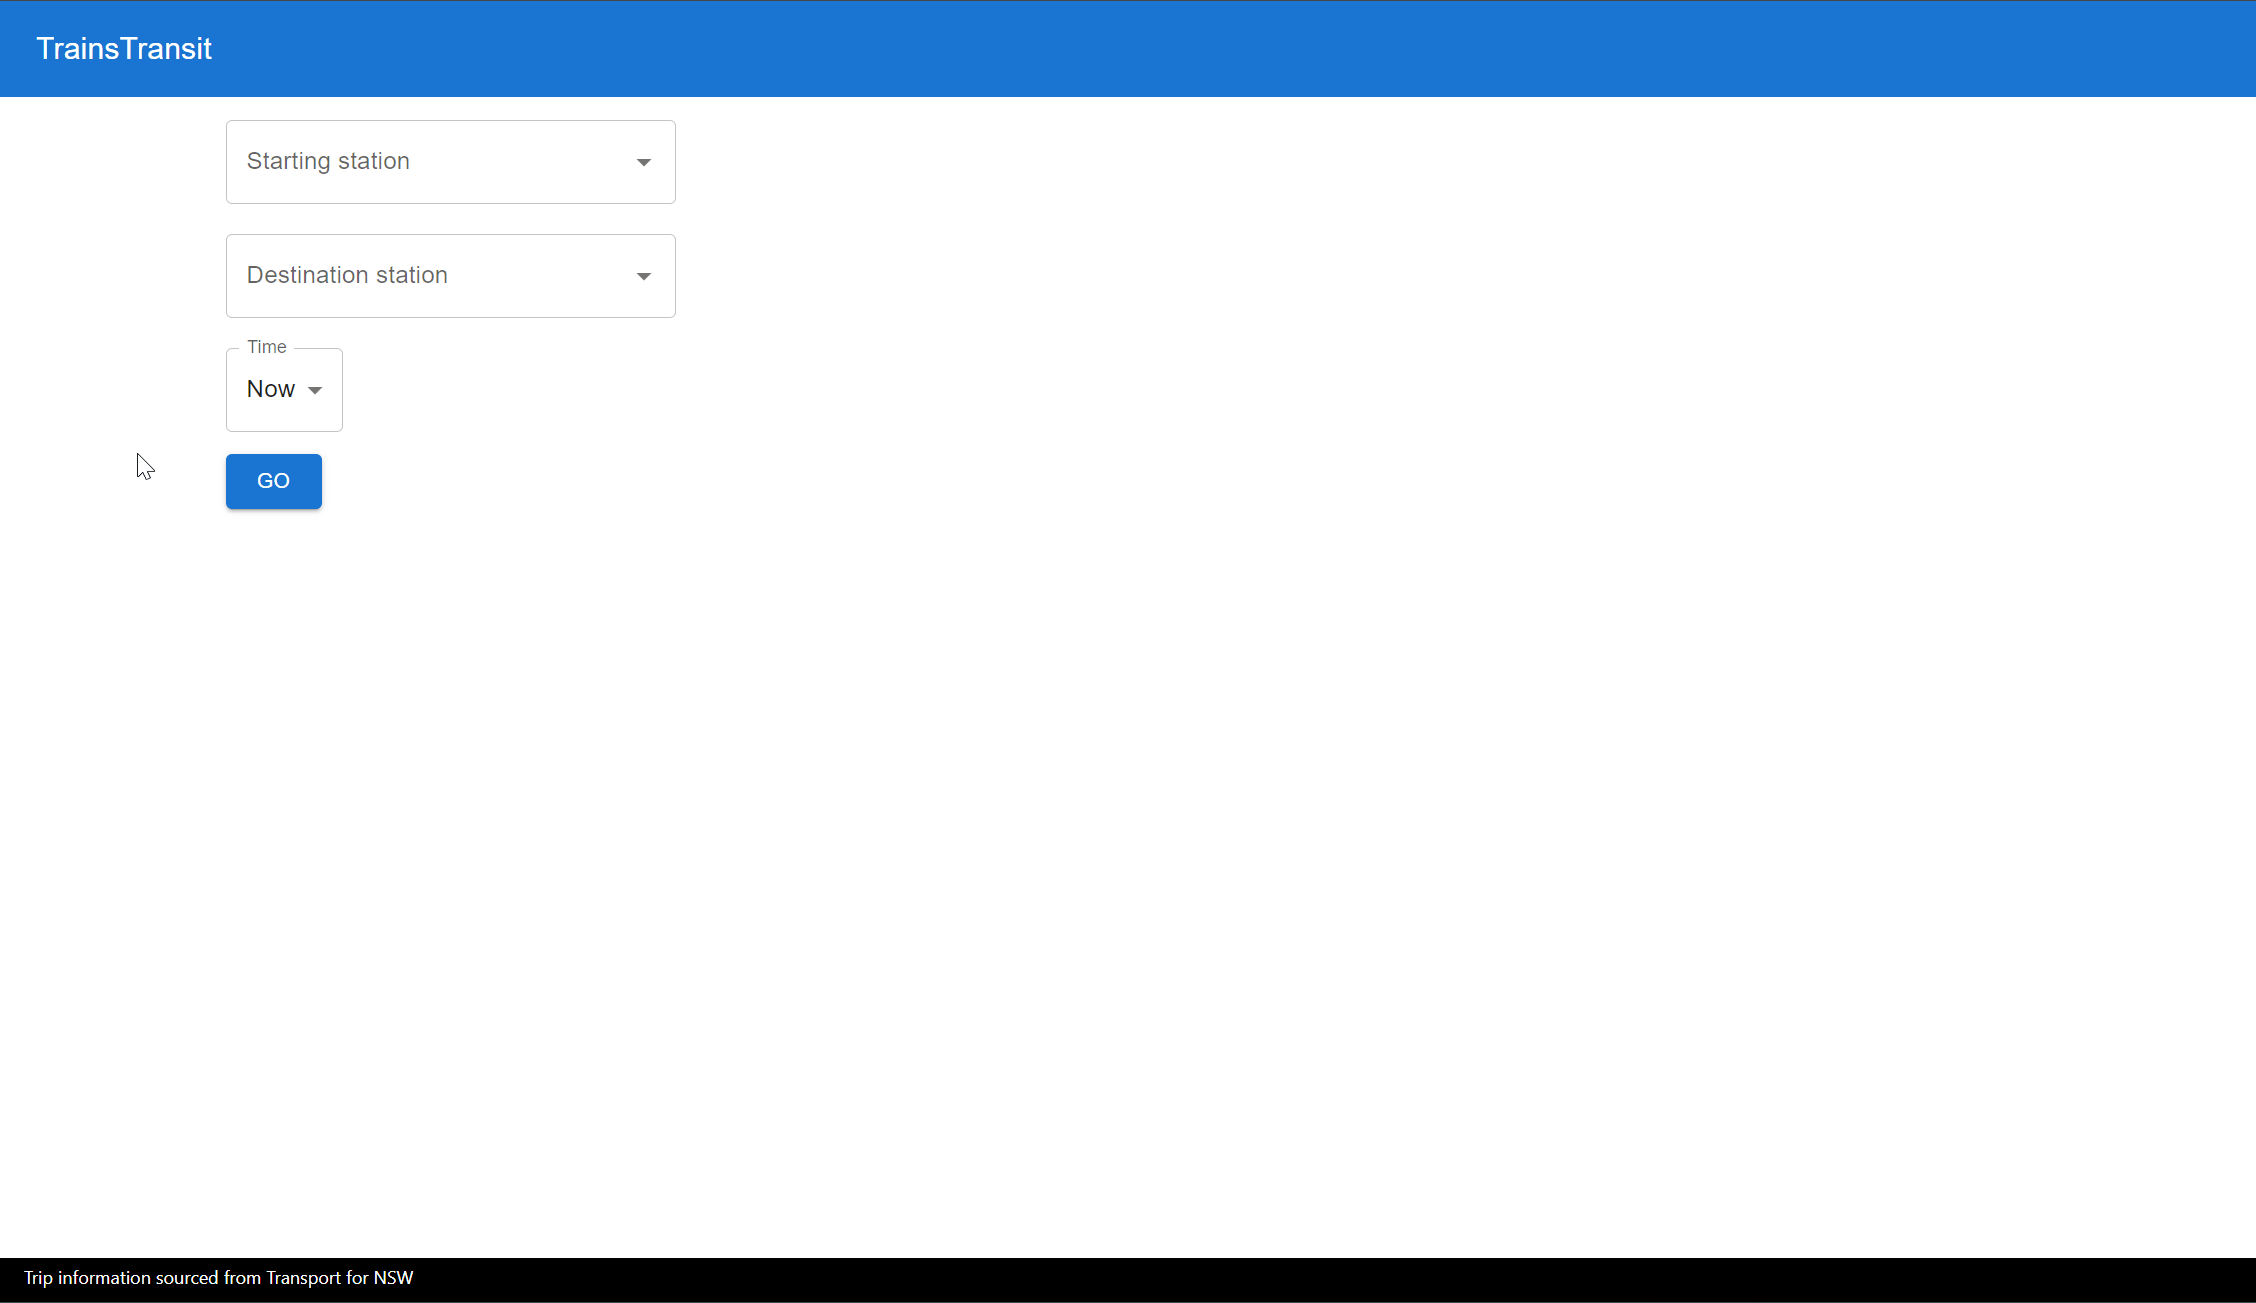 TrainsTransit
Starting station
Destination station
Time
Now
GO
Trip information sourced from Transport for NSW